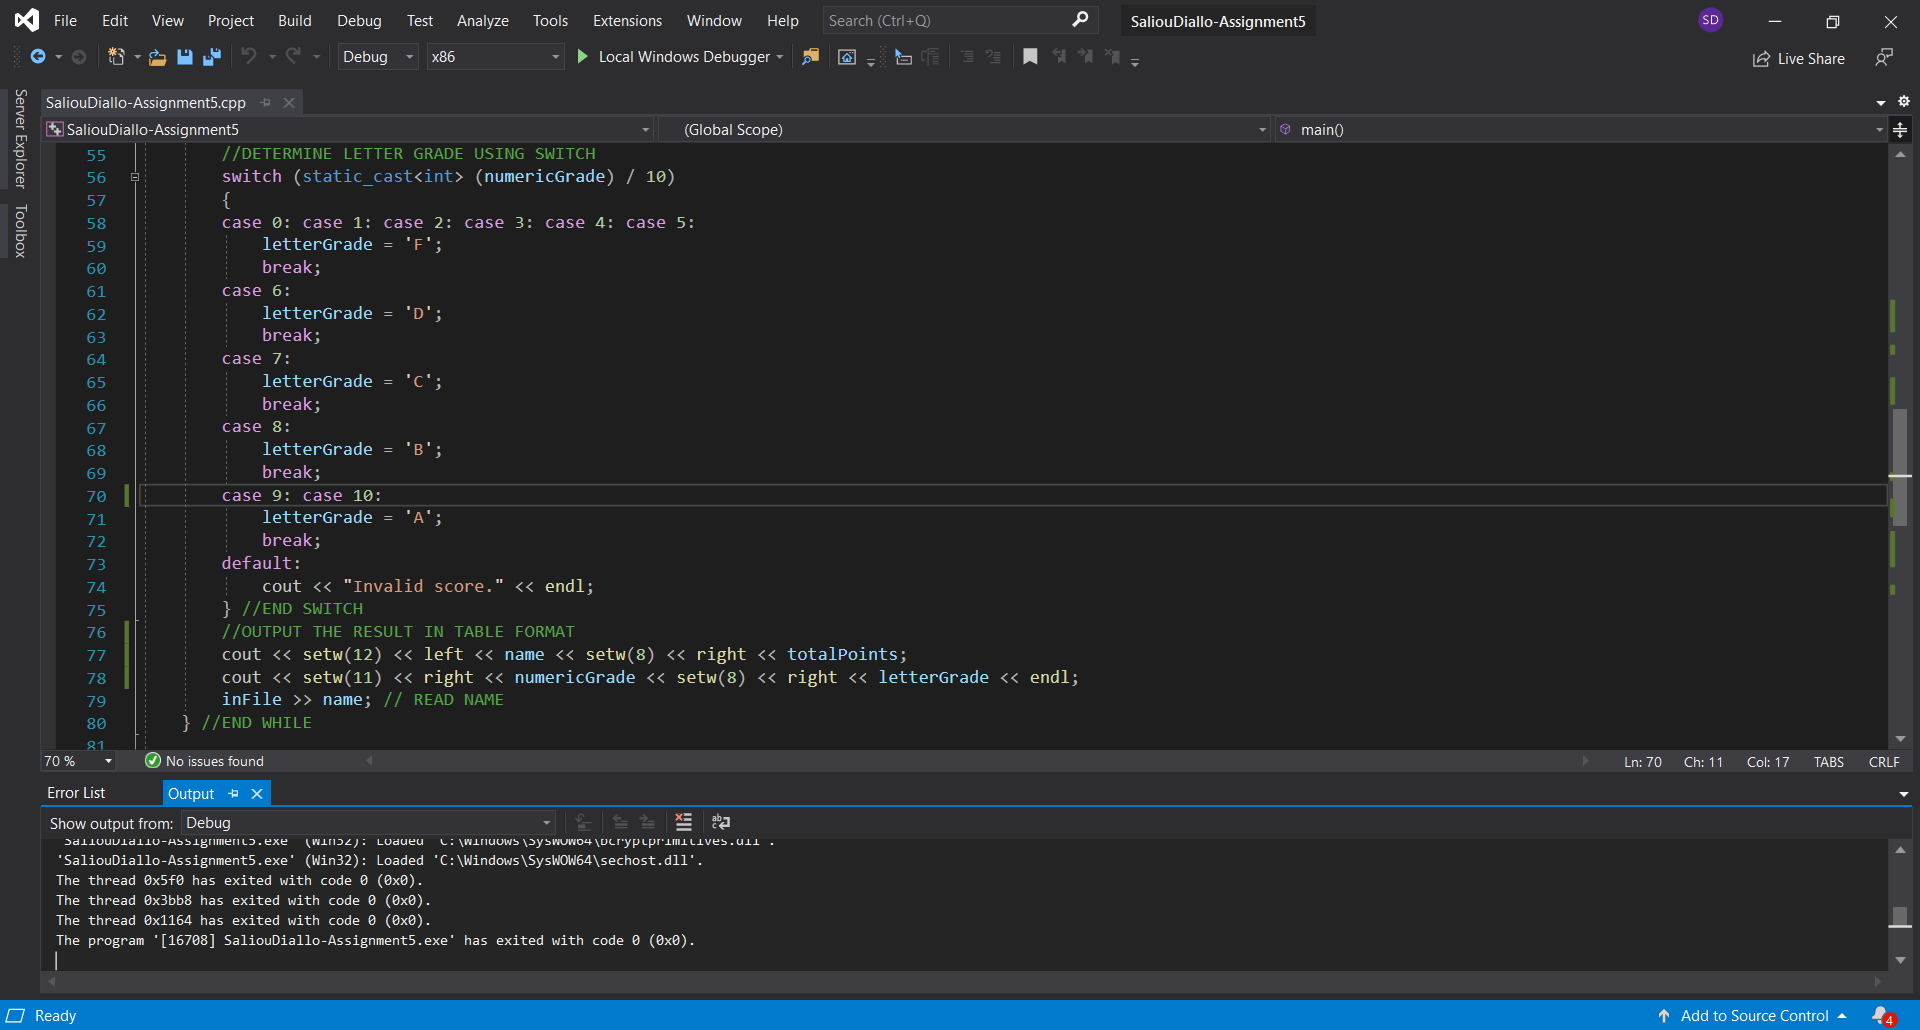 File Edit View Project Build Debug Test Analyze Tools Extensions Window Help Search (Ctrl+Q) SaliouDiallo-Assignment5 SD
Debug x86 Local Windows Debugger Live Share
Server Explorer
Toolbox
SaliouDiallo-Assignment5.cpp
SaliouDiallo-Assignment5 (Global Scope) main()
55 //DETERMINE LETTER GRADE USING SWITCH
56 switch (static_cast<int> (numericGrade) / 10)
57 {
58 case 0: case 1: case 2: case 3: case 4: case 5:
59 letterGrade = 'F';
60 break;
61 case 6:
62 letterGrade = 'D';
63 break;
64 case 7:
65 letterGrade = 'C';
66 break;
67 case 8:
68 letterGrade = 'B';
69 break;
70 case 9: case 10:
71 letterGrade = 'A';
72 break;
73 default:
74 cout << "Invalid score." << endl;
75 } //END SWITCH
76 //OUTPUT THE RESULT IN TABLE FORMAT
77 cout << setw(12) << left << name << setw(8) << right << totalPoints;
78 cout << setw(11) << right << numericGrade << setw(8) << right << letterGrade << endl;
79 inFile >> name; // READ NAME
80 } //END WHILE
81
70 % No issues found Ln: 70 Ch: 11 Col: 17 TABS CRLF
Error List Output
Show output from: Debug
'SaliouDiallo-Assignment5.exe' (Win32): Loaded 'C:\Windows\SysWOW64\bcryptprimitives.dll'.
'SaliouDiallo-Assignment5.exe' (Win32): Loaded 'C:\Windows\SysWOW64\sechost.dll'.
The thread 0x5f0 has exited with code 0 (0x0).
The thread 0x3bb8 has exited with code 0 (0x0).
The thread 0x1164 has exited with code 0 (0x0).
The program '[16708] SaliouDiallo-Assignment5.exe' has exited with code 0 (0x0).
Ready Add to Source Control 4